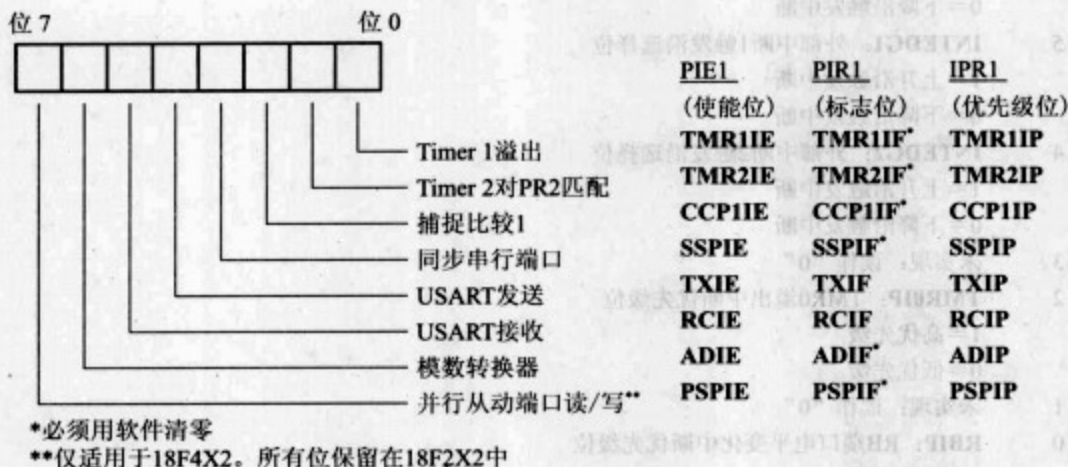 位 7 位 0
PIE1 PIR1 IPR1
(使能位) (标志位) (优先级位)
Timer 1溢出 TMR1IE TMR1IF* TMR1IP
Timer 2对PR2匹配 TMR2IE TMR2IF* TMR2IP
捕捉比较1 CCP1IE CCP1IF* CCP1IP
同步串行端口 SSPIE SSPIF* SSPIP
USART发送 TXIE TXIF TXIP
USART接收 RCIE RCIF RCIP
模数转换器 ADIE ADIF* ADIP
并行从动端口读/写** PSPIE PSPIF* PSPIP
*必须用软件清零
**仅适用于18F4X2。所有位保留在18F2X2中